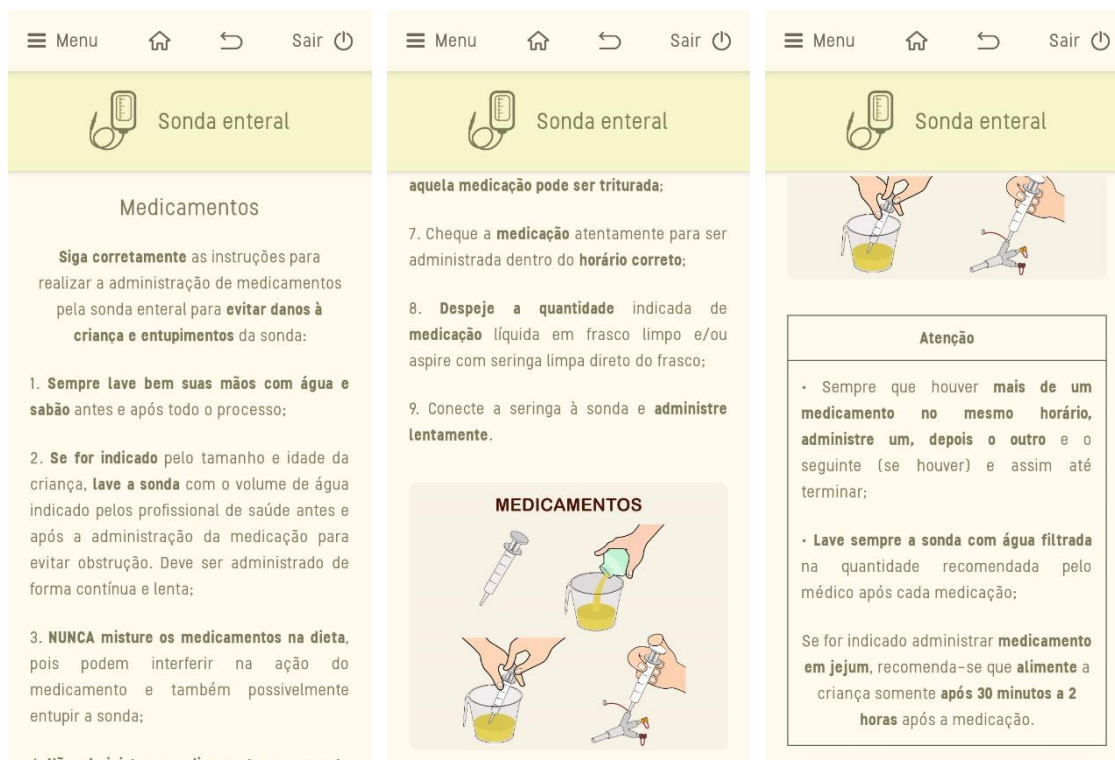 Menu
Sair
Sonda enteral
Medicamentos
Siga corretamente as instruções para
realizar a administração de medicamentos
pela sonda enteral para evitar danos à
criança e entupimentos da sonda:
1. Sempre lave bem suas mãos com água e
sabão antes e após todo o processo;
2. Se for indicado pelo tamanho e idade da
criança, lave a sonda com o volume de água
indicado pelos profissional de saúde antes e
após a administração da medicação para
evitar obstrução. Deve ser administrado de
forma contínua e lenta;
3. NUNCA misture os medicamentos na dieta,
pois podem interferir na ação do
medicamento e também possivelmente
entupir a sonda;
Menu
Sair
Sonda enteral
aquela medicação pode ser triturada;
7. Cheque a medicação atentamente para ser
administrada dentro do horário correto;
8. Despeje a quantidade indicada de
medicação líquida em frasco limpo e/ou
aspire com seringa limpa direto do frasco;
9. Conecte a seringa à sonda e administre
lentamente.
MEDICAMENTOS
Menu
Sair
Sonda enteral
Atenção
• Sempre que houver mais de um
medicamento no mesmo horário,
administre um, depois o outro e o
seguinte (se houver) e assim até
terminar;
• Lave sempre a sonda com água filtrada
na quantidade recomendada pelo
médico após cada medicação;
Se for indicado administrar medicamento
em jejum, recomenda-se que alimente a
criança somente após 30 minutos a 2
horas após a medicação.